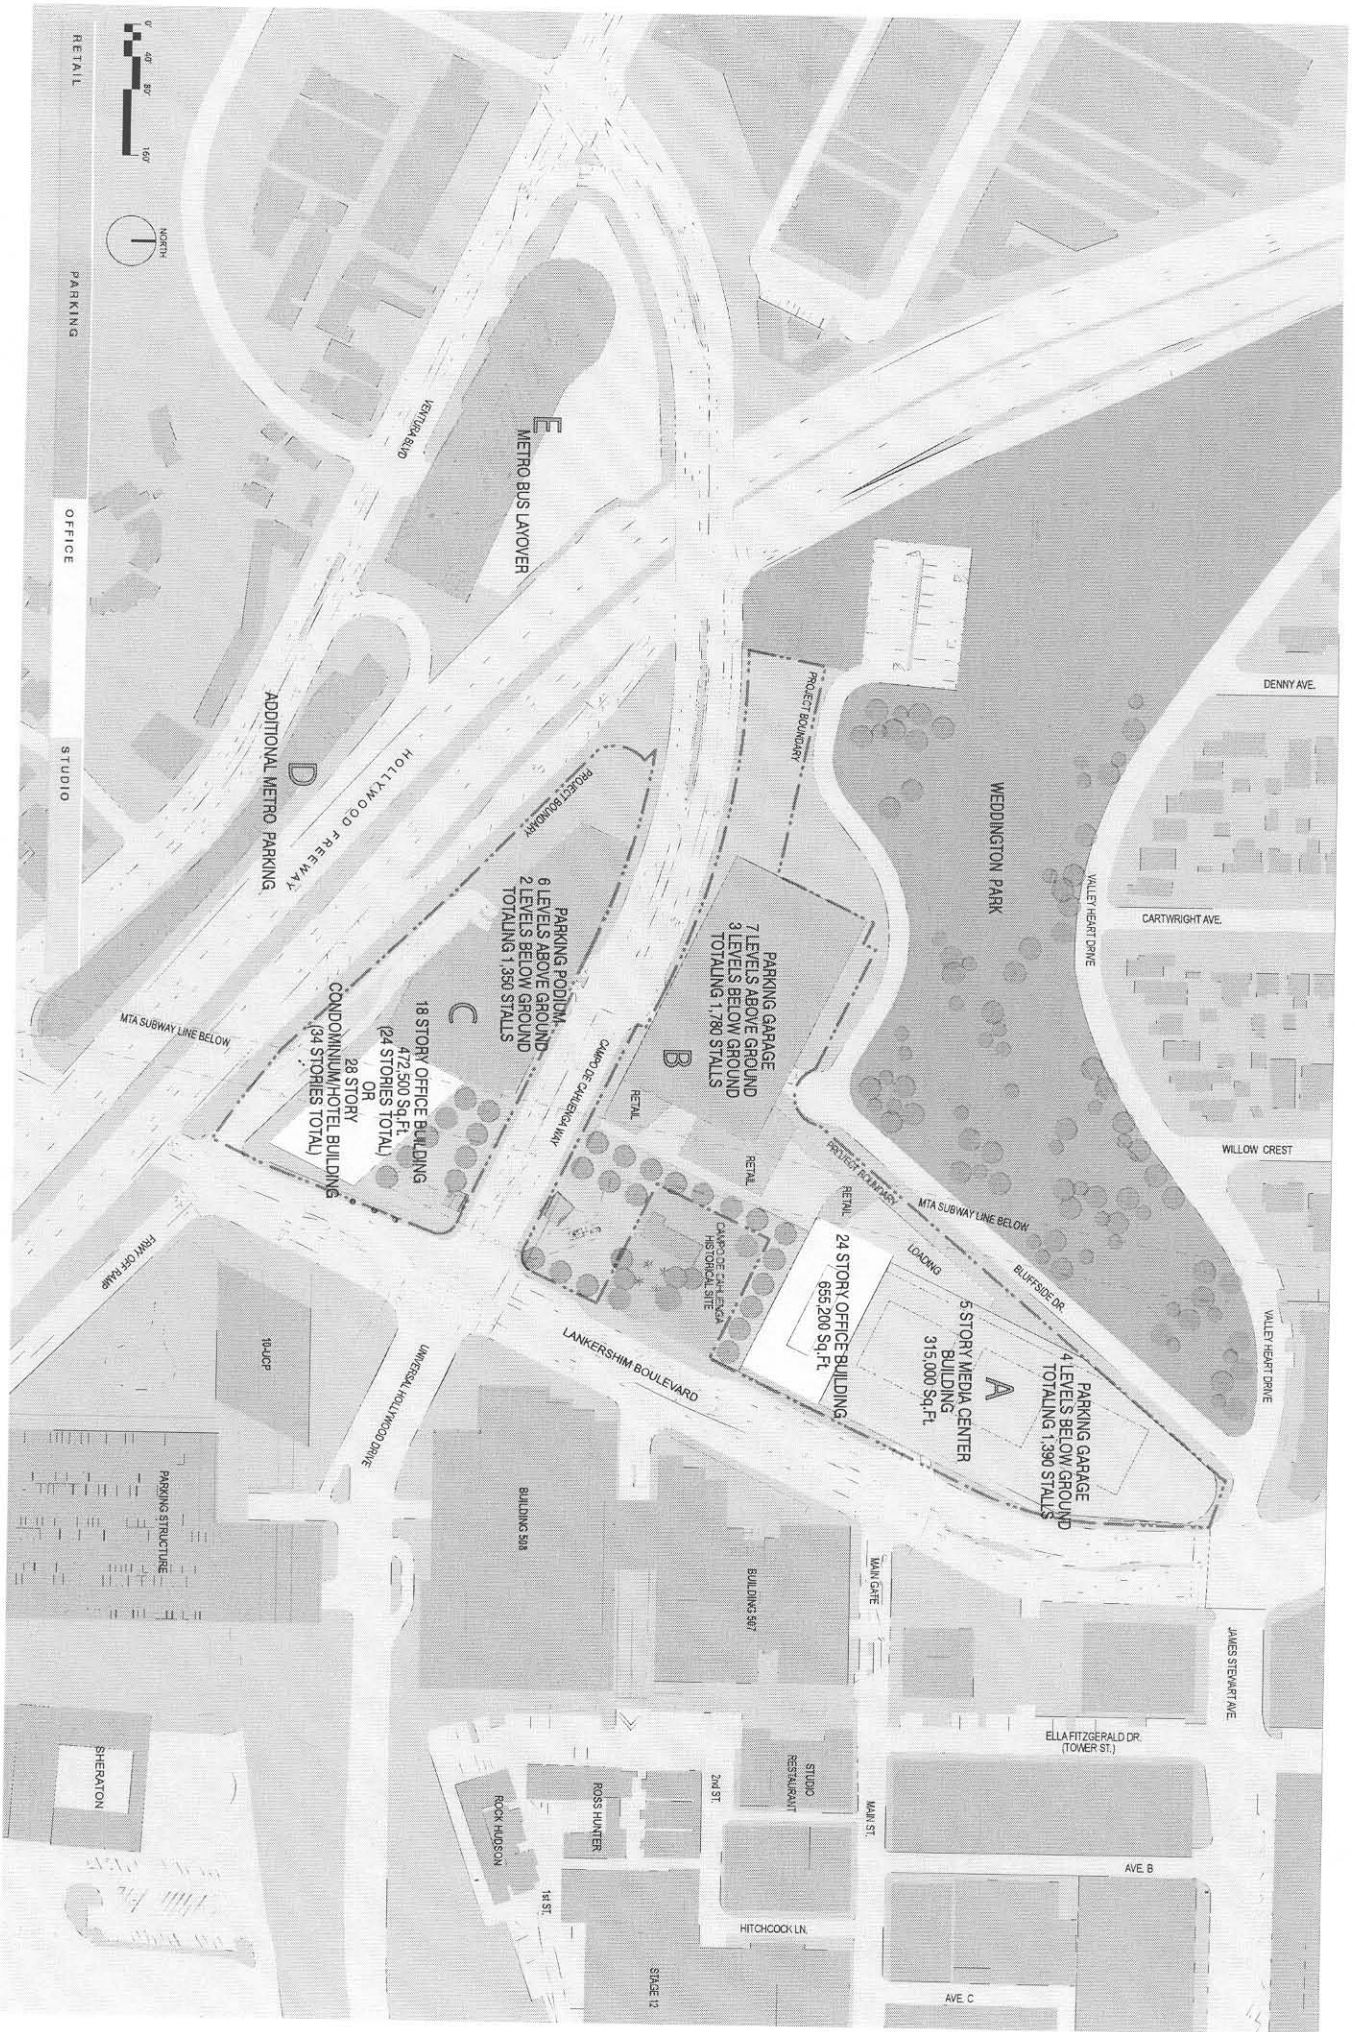 0' 40' 80' 160'
NORTH
RETAIL
PARKING
OFFICE
STUDIO
DENNY AVE.
CARTWRIGHT AVE.
WILLOW CREST
VALLEY HEART DRIVE
VALLEY HEART DRIVE
WEDDINGTON PARK
PROJECT BOUNDARY
E
METRO BUS LAYOVER
VENTURA BLVD
HOLLYWOOD FREEWAY
D
ADDITIONAL METRO PARKING
PARKING GARAGE
7 LEVELS ABOVE GROUND
3 LEVELS BELOW GROUND
TOTALING 1,780 STALLS
B
RETAIL
RETAIL
RETAIL
PROJECT BOUNDARY
MTA SUBWAY LINE BELOW
BLUFFSIDE DR.
LOADING
PARKING GARAGE
4 LEVELS BELOW GROUND
TOTALING 1,390 STALLS
A
5 STORY MEDIA CENTER
BUILDING
315,000 Sq.Ft.
24 STORY OFFICE BUILDING
655,200 Sq.Ft.
CAMPO DE CAHUENGA
HISTORICAL SITE
PROJECT BOUNDARY
PARKING PODIUM
6 LEVELS ABOVE GROUND
2 LEVELS BELOW GROUND
TOTALING 1,350 STALLS
CAMPO DE CAHUENGA WAY
C
18 STORY OFFICE BUILDING
472,500 Sq.Ft.
(24 STORIES TOTAL)
OR
28 STORY
CONDOMINIUM/HOTEL BUILDING
(34 STORIES TOTAL)
MTA SUBWAY LINE BELOW
FRWY OFF RAMP
LANKERSHIM BOULEVARD
UNIVERSAL HOLLYWOOD DRIVE
10-UCP
PARKING STRUCTURE
BUILDING 508
BUILDING 507
MAIN GATE
JAMES STEWART AVE.
ELLA FITZGERALD DR.
(TOWER ST.)
STUDIO
RESTAURANT
MAIN ST.
2nd ST.
ROSS HUNTER
ROCK HUDSON
SHERATON
1st ST.
HITCHCOCK LN.
AVE. B
AVE. C
STAGE 12